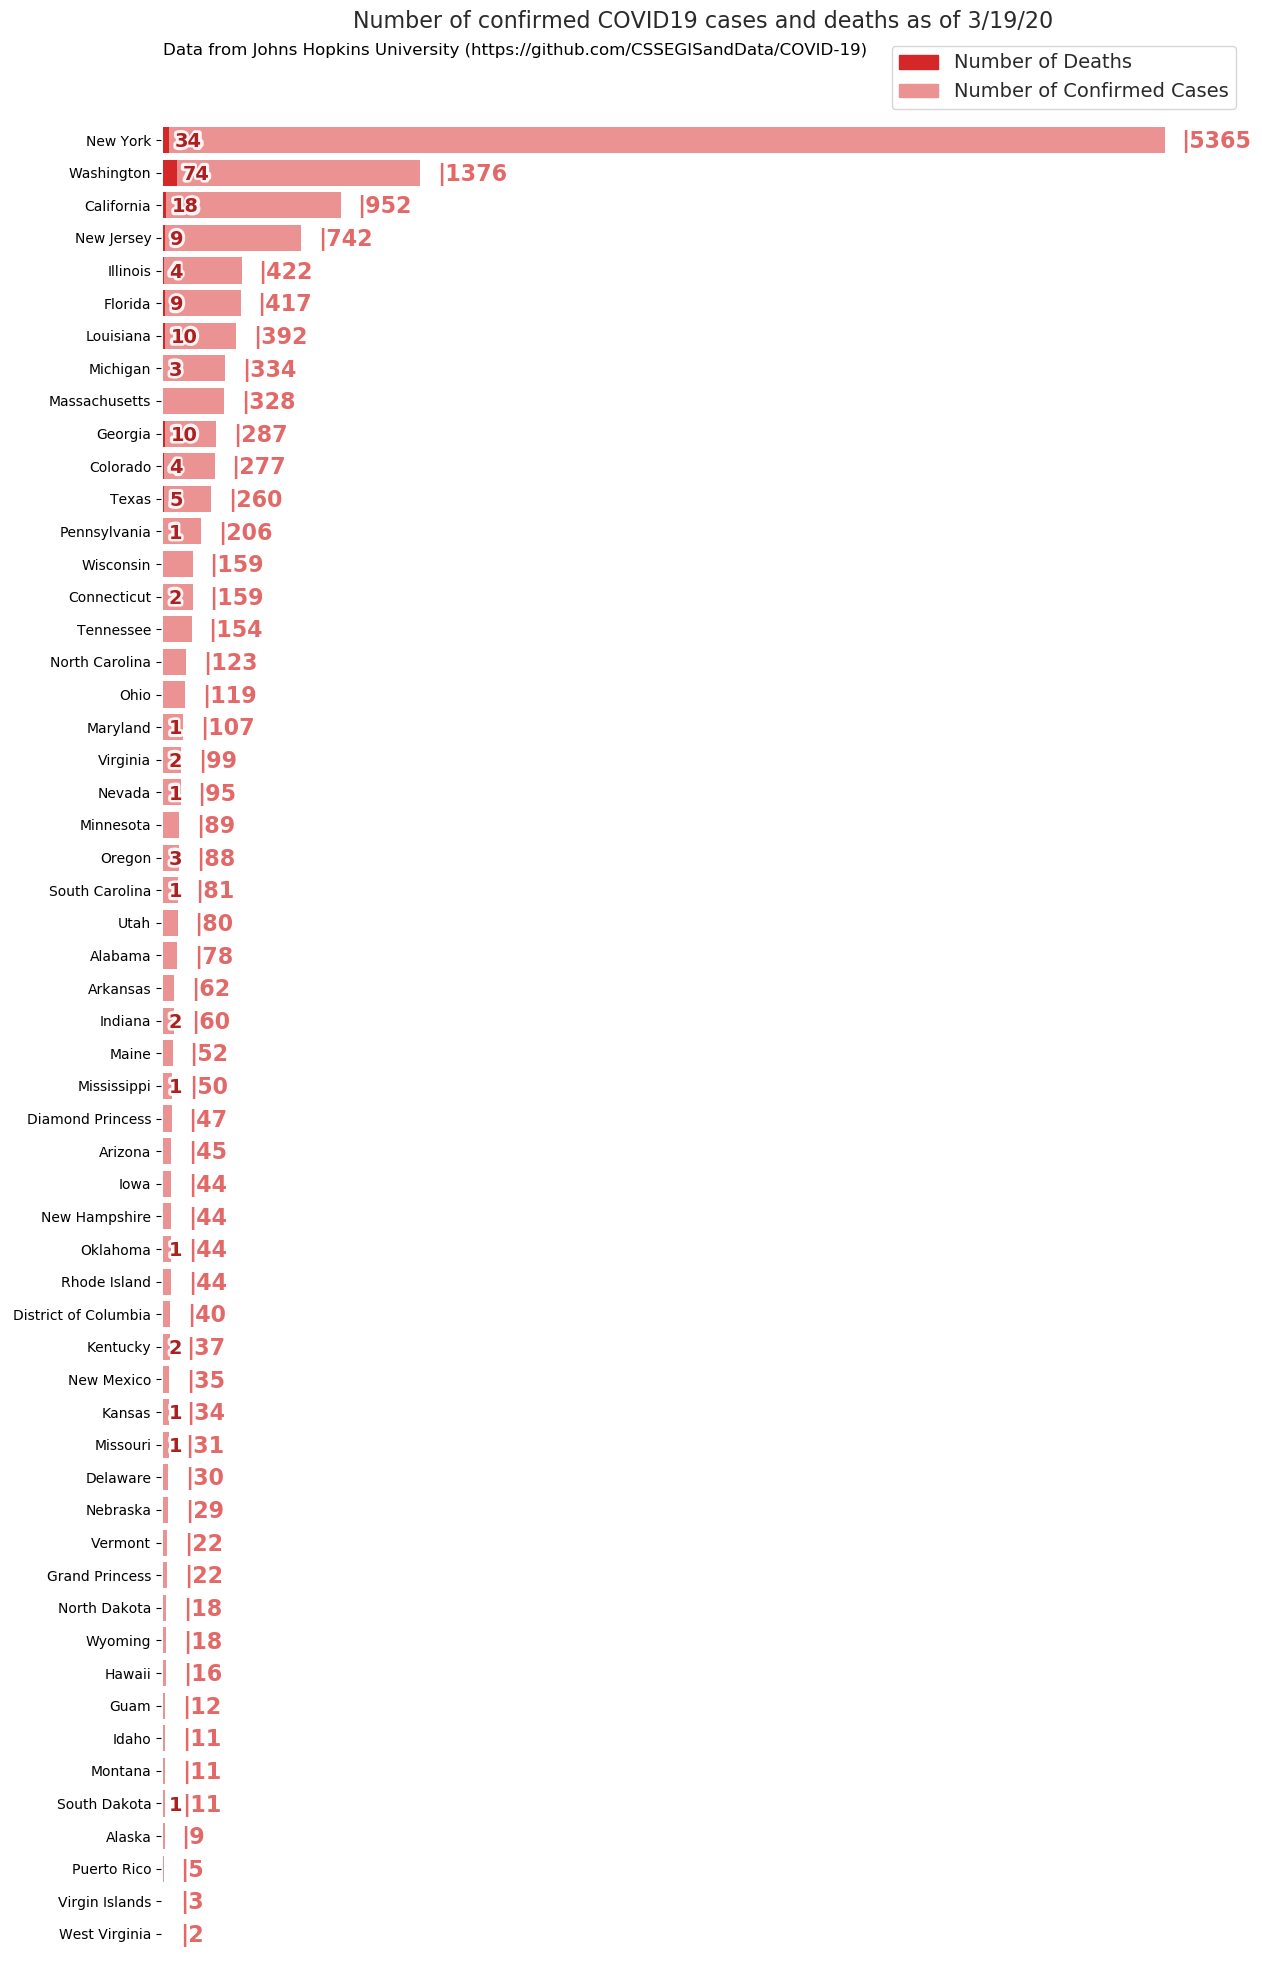 Number of confirmed COVID19 cases and deaths as of 3/19/20
Data from Johns Hopkins University (https://github.com/CSSEGISandData/COVID-19)
Number of Deaths
Number of Confirmed Cases
New York 34 |5365
Washington 74 |1376
California 18 |952
New Jersey 9 |742
Illinois 4 |422
Florida 9 |417
Louisiana 10 |392
Michigan 3 |334
Massachusetts |328
Georgia 10 |287
Colorado 4 |277
Texas 5 |260
Pennsylvania 1 |206
Wisconsin |159
Connecticut 2 |159
Tennessee |154
North Carolina |123
Ohio |119
Maryland 1 |107
Virginia 2 |99
Nevada 1 |95
Minnesota |89
Oregon 3 |88
South Carolina 1 |81
Utah |80
Alabama |78
Arkansas |62
Indiana 2 |60
Maine |52
Mississippi 1 |50
Diamond Princess |47
Arizona |45
Iowa |44
New Hampshire |44
Oklahoma 1 |44
Rhode Island |44
District of Columbia |40
Kentucky 2 |37
New Mexico |35
Kansas 1 |34
Missouri 1 |31
Delaware |30
Nebraska |29
Vermont |22
Grand Princess |22
North Dakota |18
Wyoming |18
Hawaii |16
Guam |12
Idaho |11
Montana |11
South Dakota 1 |11
Alaska |9
Puerto Rico |5
Virgin Islands |3
West Virginia |2